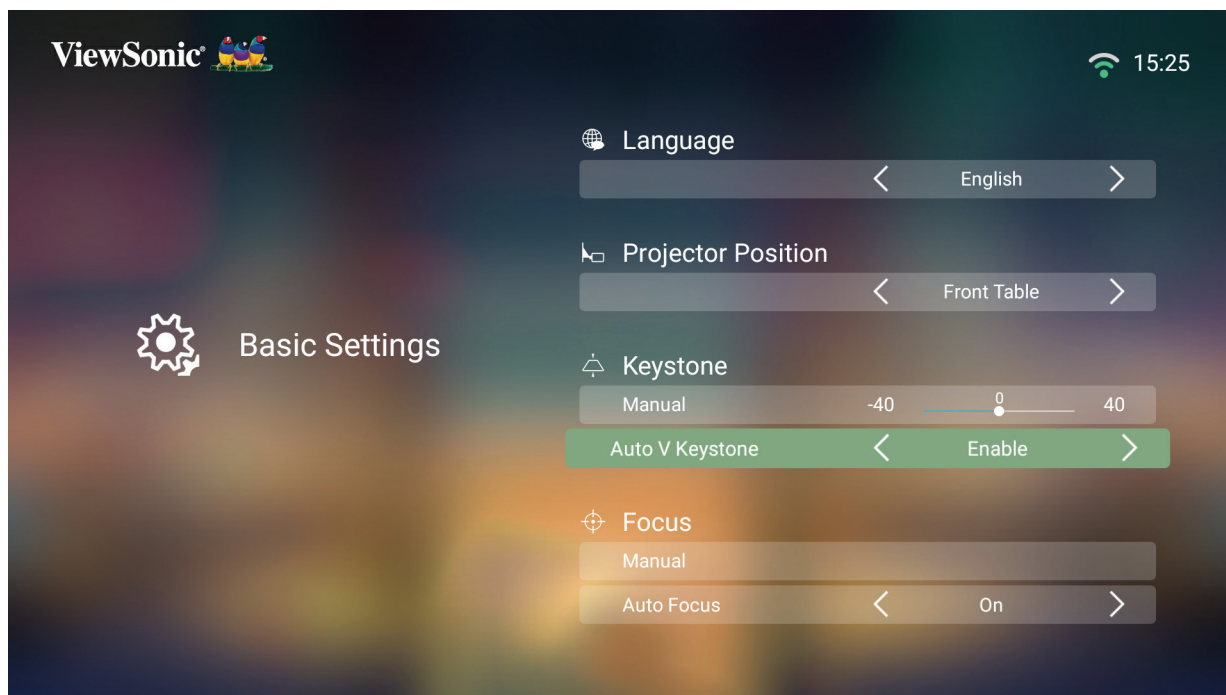 ViewSonic®
15:25
Language
English
Projector Position
Front Table
Basic Settings
Keystone
Manual -40 0 40
Auto V Keystone Enable
Focus
Manual
Auto Focus On